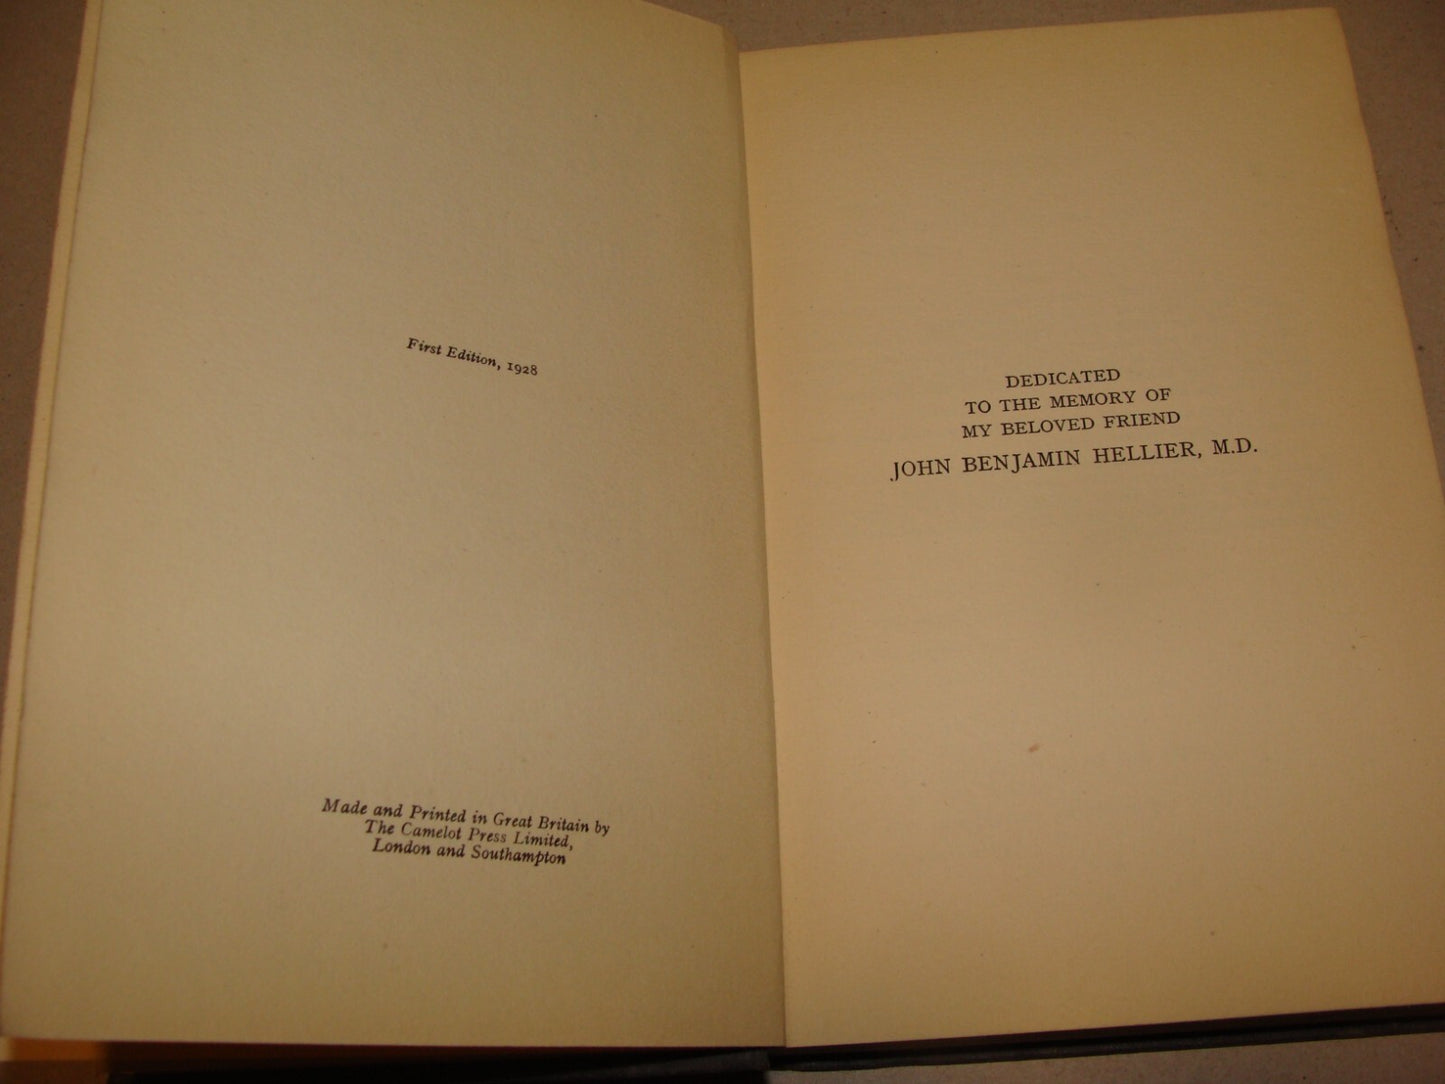 First Edition, 1928
Made and Printed in Great Britain by
The Camelot Press Limited,
London and Southampton
DEDICATED
TO THE MEMORY OF
MY BELOVED FRIEND
JOHN BENJAMIN HELLIER, M.D.